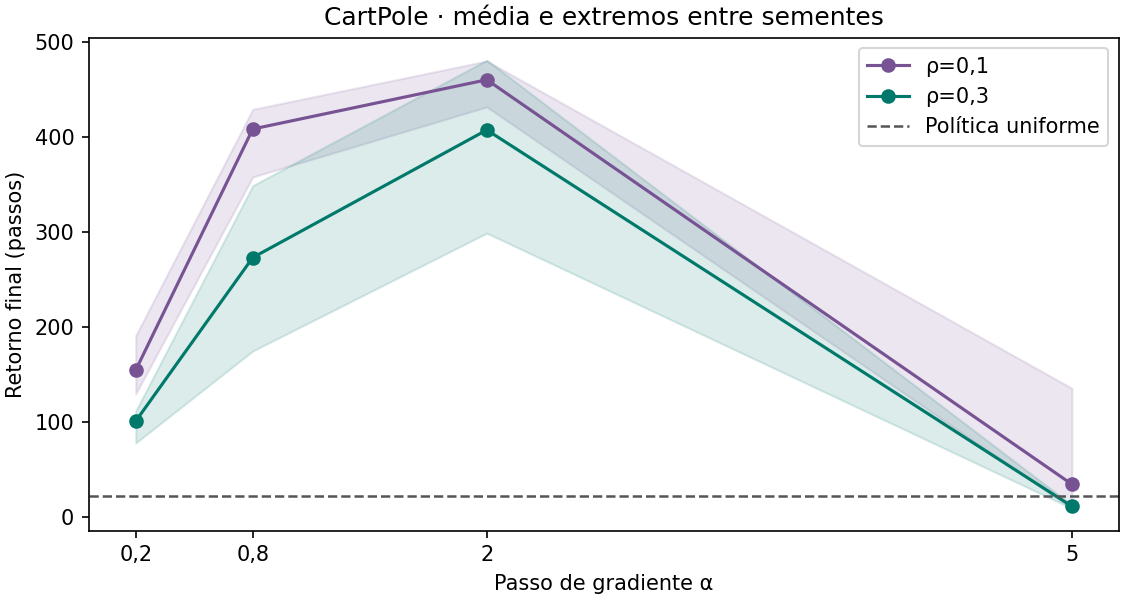 CartPole · média e extremos entre sementes
Retorno final (passos)
500
400
300
200
100
0
ρ=0,1
ρ=0,3
Política uniforme
0,2
0,8
2
5
Passo de gradiente α